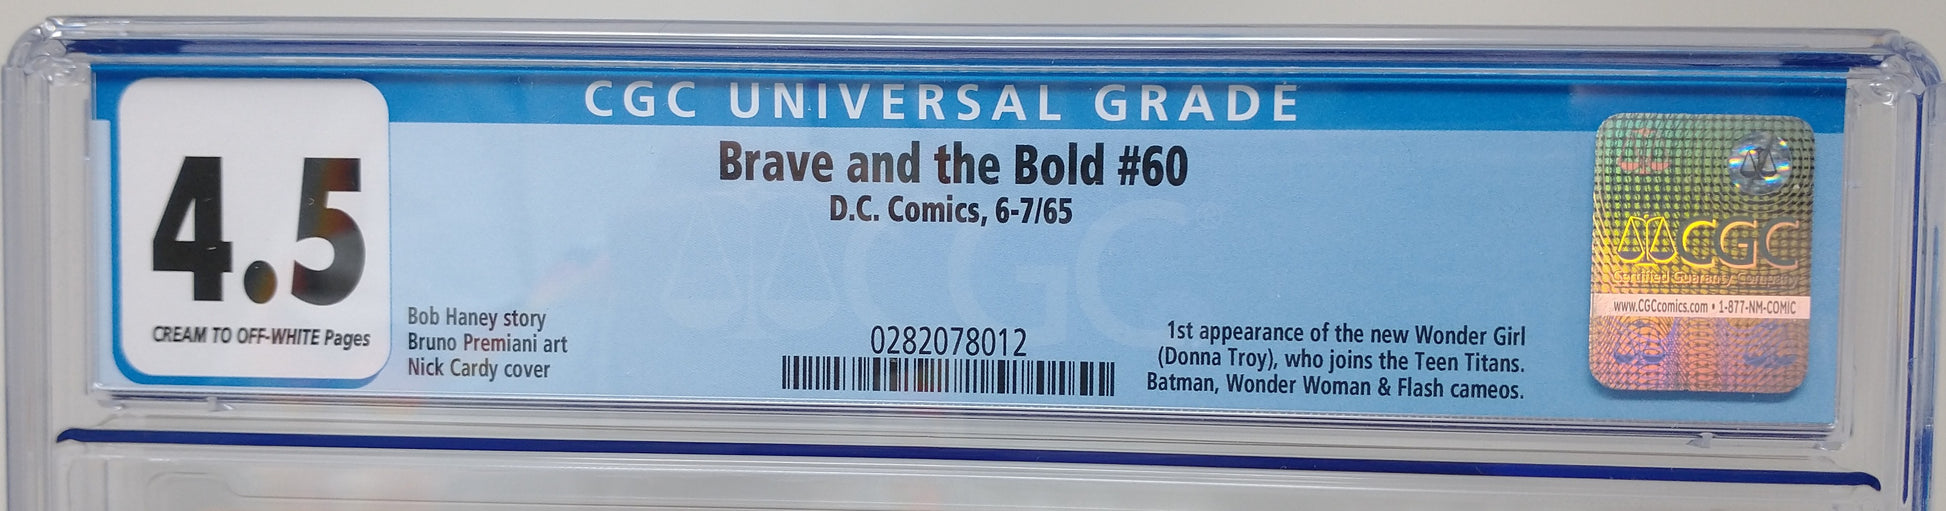 CGC UNIVERSAL GRADE
4.5
CREAM TO OFF-WHITE Pages
Brave and the Bold #60
D.C. Comics, 6-7/65
Bob Haney story
Bruno Premiani art
Nick Cardy cover
0282078012
1st appearance of the new Wonder Girl
(Donna Troy), who joins the Teen Titans.
Batman, Wonder Woman & Flash cameos.
CGC
CGC
Certified Guaranty Company
www.CGCcomics.com • 1-877-NM-COMIC